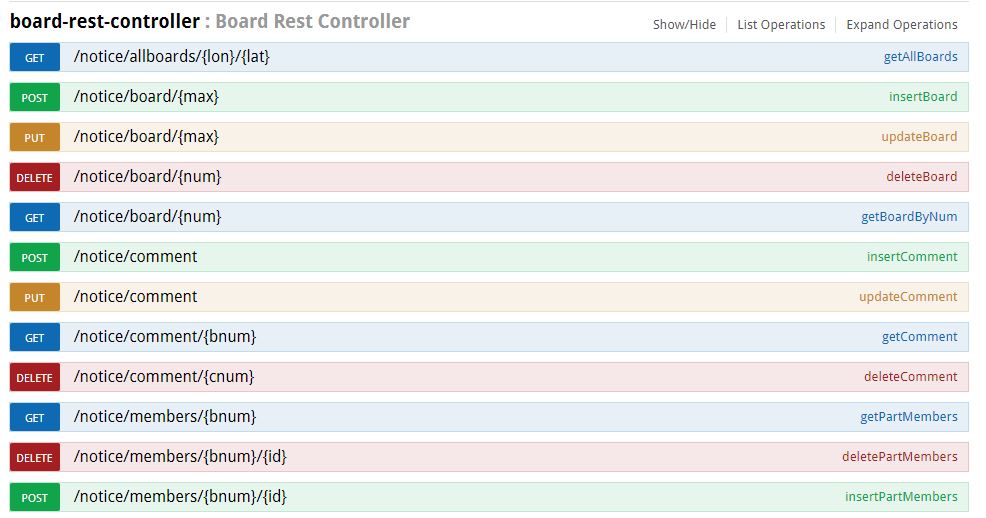 board-rest-controller : Board Rest Controller Show/Hide List Operations Expand Operations
GET /notice/allboards/{lon}/{lat} getAllBoards
POST /notice/board/{max} insertBoard
PUT /notice/board/{max} updateBoard
DELETE /notice/board/{num} deleteBoard
GET /notice/board/{num} getBoardByNum
POST /notice/comment insertComment
PUT /notice/comment updateComment
GET /notice/comment/{bnum} getComment
DELETE /notice/comment/{cnum} deleteComment
GET /notice/members/{bnum} getPartMembers
DELETE /notice/members/{bnum}/{id} deletePartMembers
POST /notice/members/{bnum}/{id} insertPartMembers